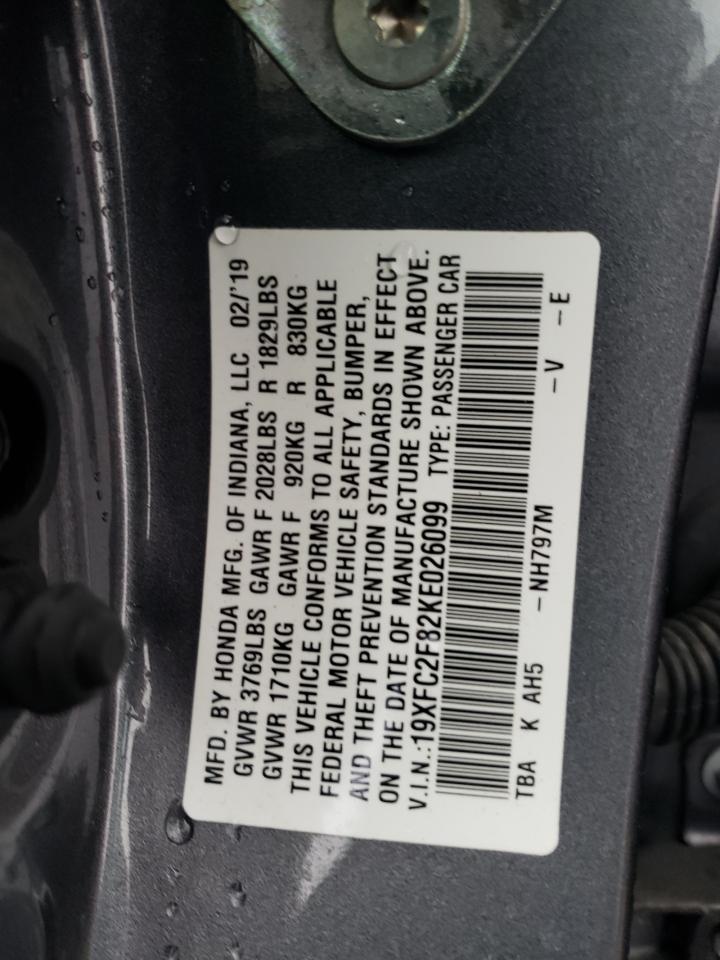 MFD. BY HONDA MFG. OF INDIANA, LLC 02/'19
GVWR 3769LBS GAWR F 2028LBS R 1829LBS
GVWR 1710KG GAWR F 920KG R 830KG
THIS VEHICLE CONFORMS TO ALL APPLICABLE
FEDERAL MOTOR VEHICLE SAFETY, BUMPER,
AND THEFT PREVENTION STANDARDS IN EFFECT
ON THE DATE OF MANUFACTURE SHOWN ABOVE.
V.I.N.:19XFC2F82KE026099 TYPE: PASSENGER CAR
TBA K AH5 -NH797M -V -E